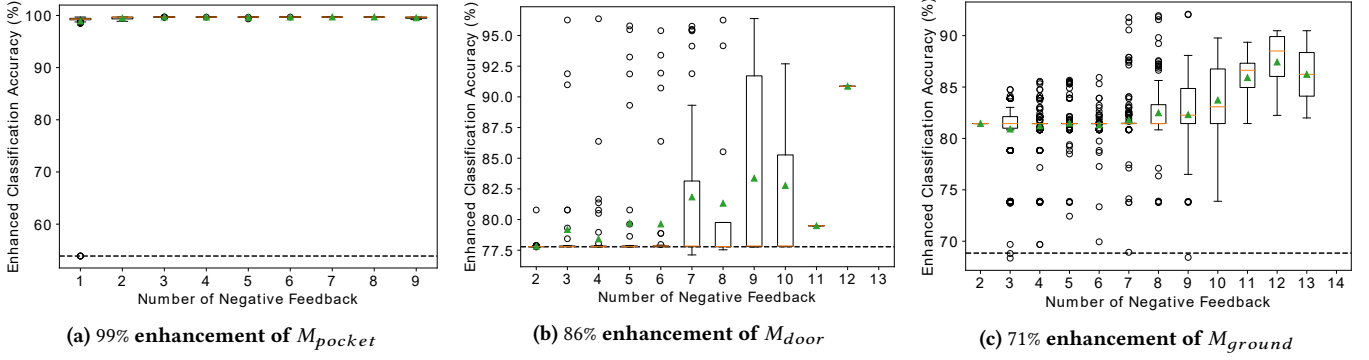 Enhanced Classification Accuracy (%)
100
90
80
70
60
1 2 3 4 5 6 7 8 9
Number of Negative Feedback
(a) 99% enhancement of M_pocket
Enhanced Classification Accuracy (%)
95.0
92.5
90.0
87.5
85.0
82.5
80.0
77.5
2 3 4 5 6 7 8 9 10 11 12 13
Number of Negative Feedback
(b) 86% enhancement of M_door
Enhanced Classification Accuracy (%)
90
85
80
75
70
2 3 4 5 6 7 8 9 10 11 12 13 14
Number of Negative Feedback
(c) 71% enhancement of M_ground